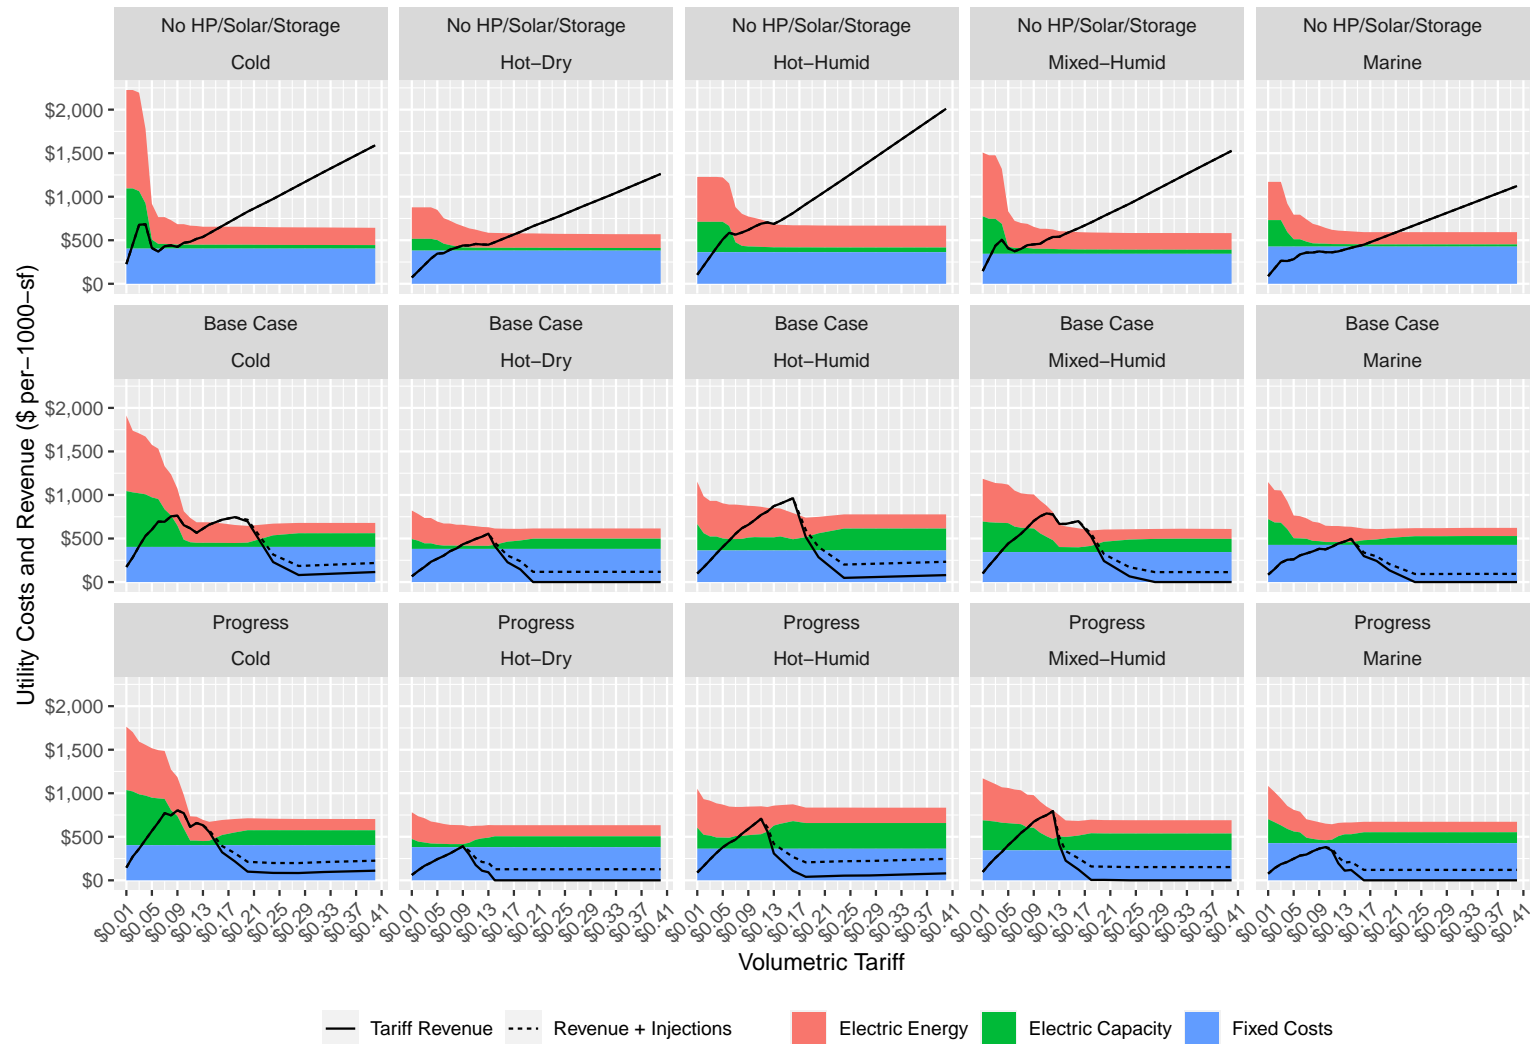 No HP/Solar/Storage No HP/Solar/Storage No HP/Solar/Storage No HP/Solar/Storage No HP/Solar/Storage
Cold Hot−Dry Hot−Humid Mixed−Humid Marine
$2,000
$1,500
$1,000
$500
$0
Base Case Base Case Base Case Base Case Base Case
Cold Hot−Dry Hot−Humid Mixed−Humid Marine
$2,000
$1,500
$1,000
$500
$0
Progress Progress Progress Progress Progress
Cold Hot−Dry Hot−Humid Mixed−Humid Marine
$2,000
$1,500
$1,000
$500
$0
Utility Costs and Revenue ($ per−1000−sf)
$0.01 $0.05 $0.09 $0.13 $0.17 $0.21 $0.25 $0.29 $0.33 $0.37 $0.41 $0.01 $0.05 $0.09 $0.13 $0.17 $0.21 $0.25 $0.29 $0.33 $0.37 $0.41 $0.01 $0.05 $0.09 $0.13 $0.17 $0.21 $0.25 $0.29 $0.33 $0.37 $0.41 $0.01 $0.05 $0.09 $0.13 $0.17 $0.21 $0.25 $0.29 $0.33 $0.37 $0.41 $0.01 $0.05 $0.09 $0.13 $0.17 $0.21 $0.25 $0.29 $0.33 $0.37 $0.41
Volumetric Tariff
Tariff Revenue Revenue + Injections Electric Energy Electric Capacity Fixed Costs